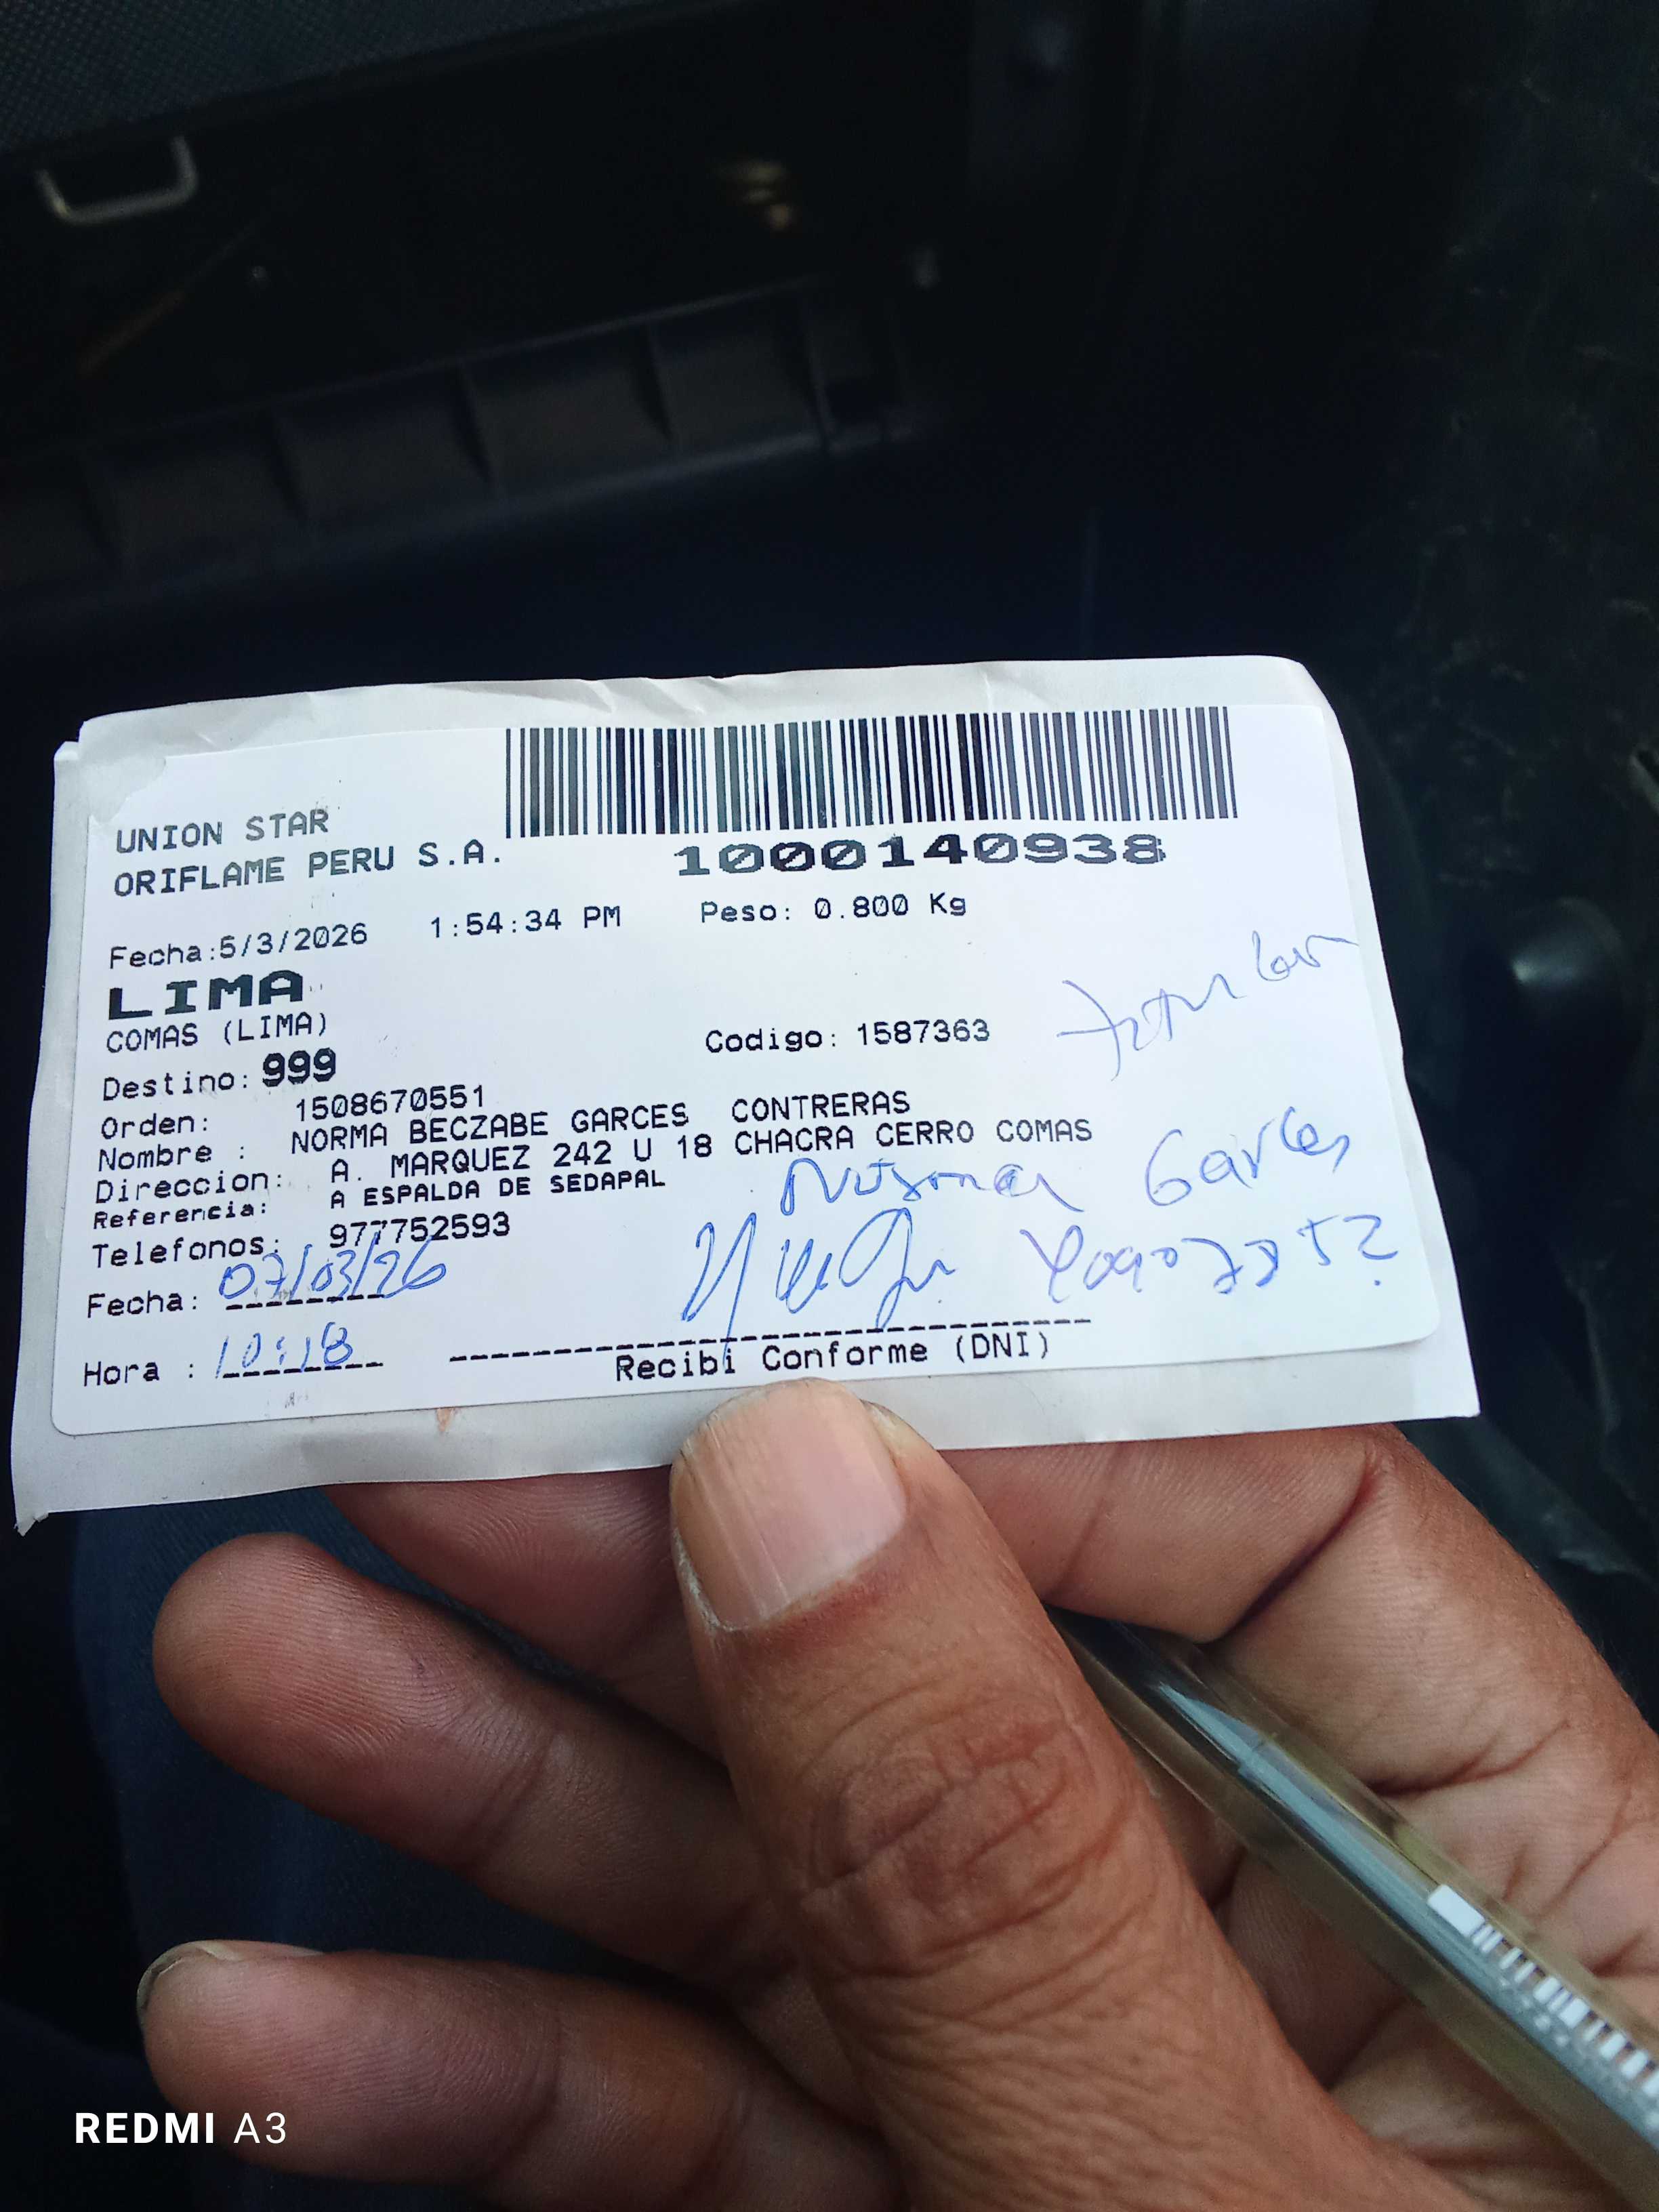 UNION STAR
ORIFLAME PERU S.A.
1000140938
Fecha:5/3/2026 1:54:34 PM Peso: 0.800 Kg
LIMA
COMAS (LIMA)
Codigo: 1587363
Destino: 999
Orden: 1508670551
Nombre : NORMA BECZABE GARCES CONTRERAS
Direccion: A. MARQUEZ 242 U 18 CHACRA CERRO COMAS
Referencia: A ESPALDA DE SEDAPAL
Garces
Telefonos: 977752593
Fecha: 07/03/26
Hora : 10:18
Recibi Conforme (DNI)
REDMI A3